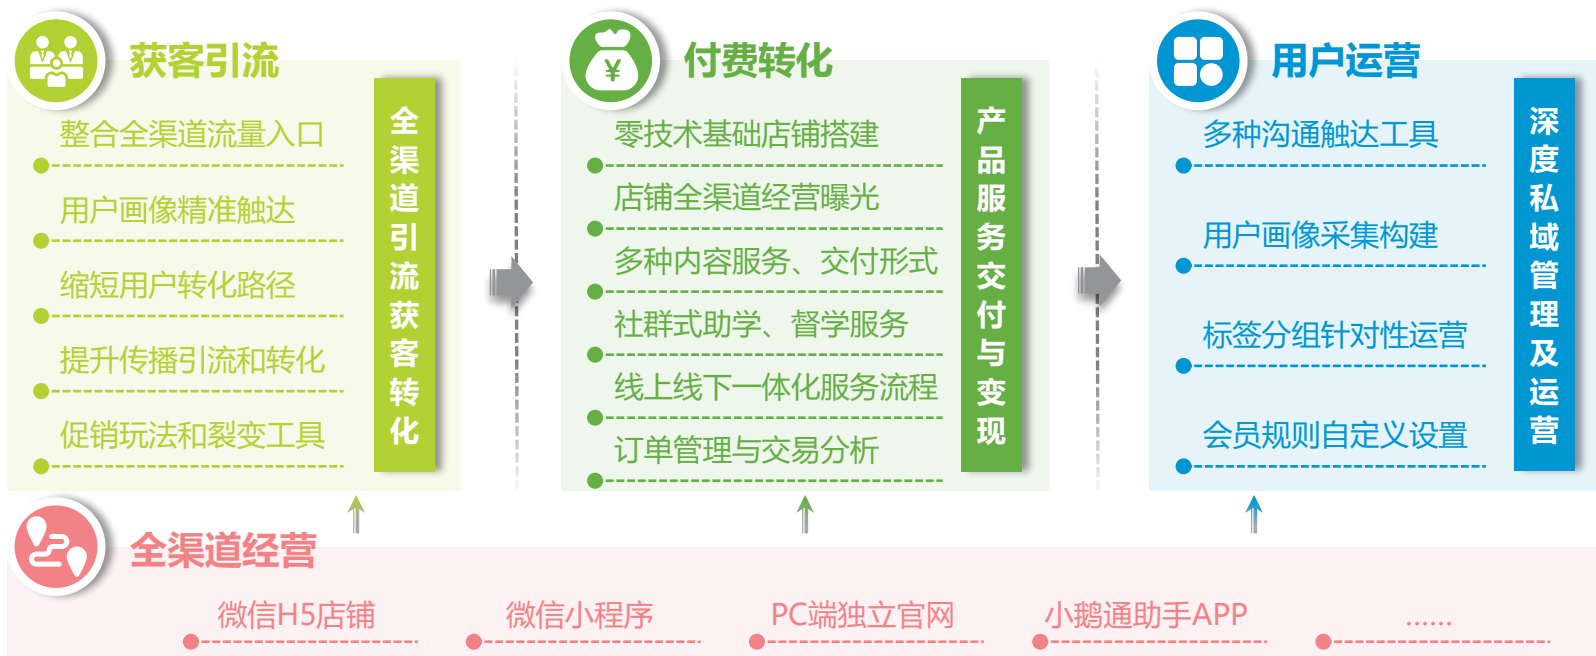 获客引流
整合全渠道流量入口
用户画像精准触达
缩短用户转化路径
提升传播引流和转化
促销玩法和裂变工具
全渠道引流获客转化
付费转化
¥
零技术基础店铺搭建
店铺全渠道经营曝光
多种内容服务、交付形式
社群式助学、督学服务
线上线下一体化服务流程
订单管理与交易分析
产品服务交付与变现
用户运营
多种沟通触达工具
用户画像采集构建
标签分组针对性运营
会员规则自定义设置
深度私域管理及运营
全渠道经营
微信H5店铺
微信小程序
PC端独立官网
小鹅通助手APP
……